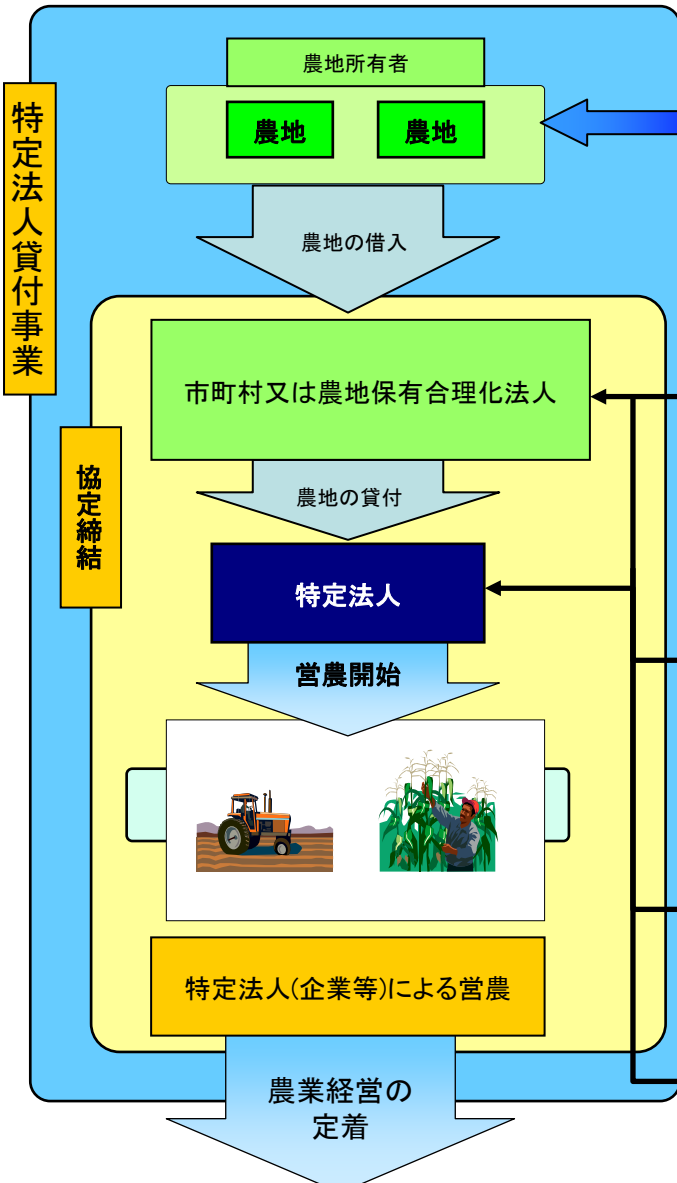 特定法人貸付事業
農地所有者
農地 農地
農地の借入
市町村又は農地保有合理化法人
協定締結
農地の貸付
特定法人
営農開始
特定法人(企業等)による営農
農業経営の
定着